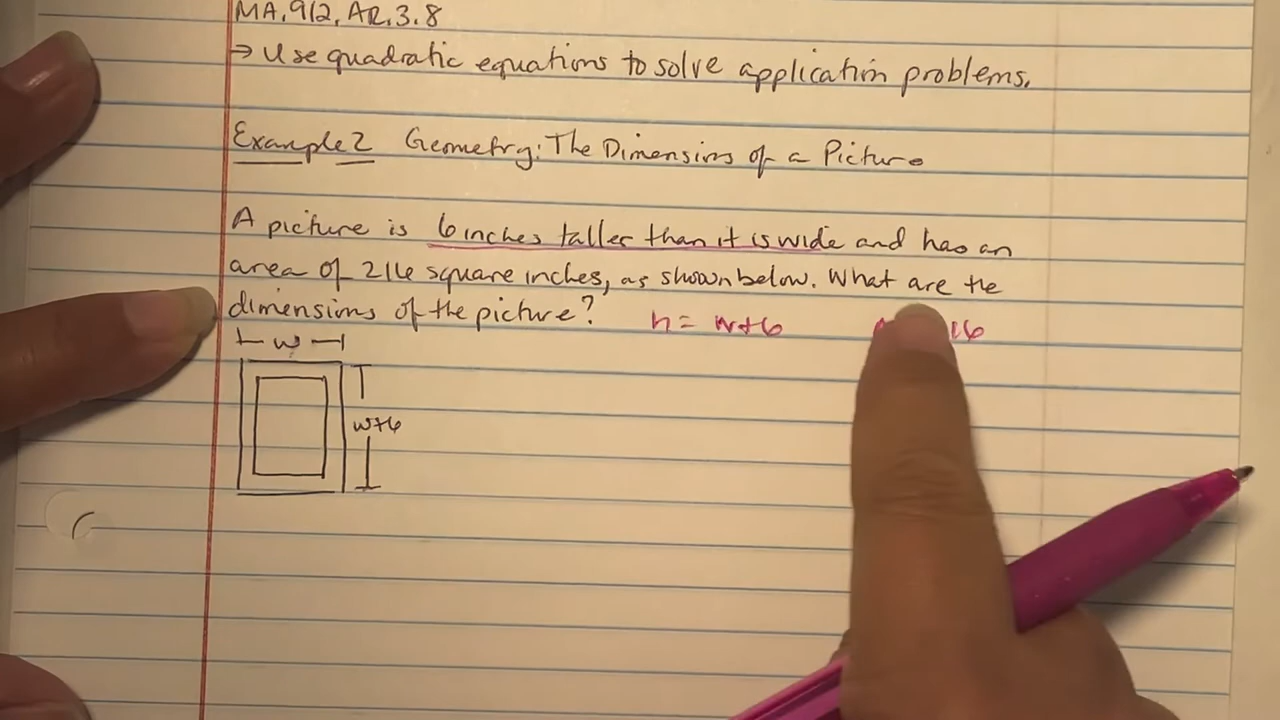 MA.912.AR.3.8
→ Use quadratic equations to solve application problems.
Example 2 Geometry: The Dimensions of a Picture
A picture is 6 inches taller than it is wide and has an
area of 216 square inches, as shown below. What are the
dimensions of the picture? h = w+6
w
w+6